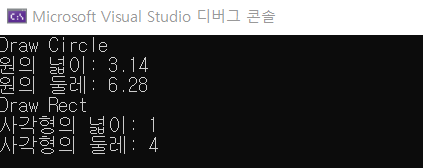 Microsoft Visual Studio 디버그 콘솔
Draw Circle
원의 넓이: 3.14
원의 둘레: 6.28
Draw Rect
사각형의 넓이: 1
사각형의 둘레: 4